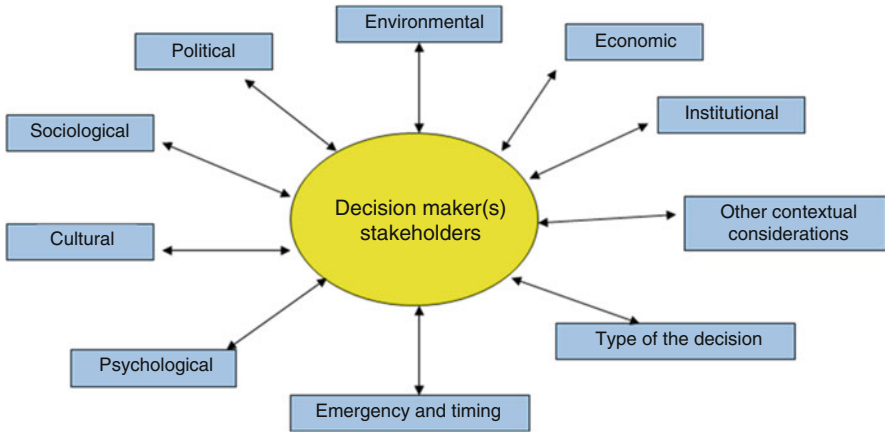 Environmental
Economic
Political
Institutional
Sociological
Decision maker(s)
stakeholders
Other contextual
considerations
Cultural
Type of the decision
Psychological
Emergency and timing